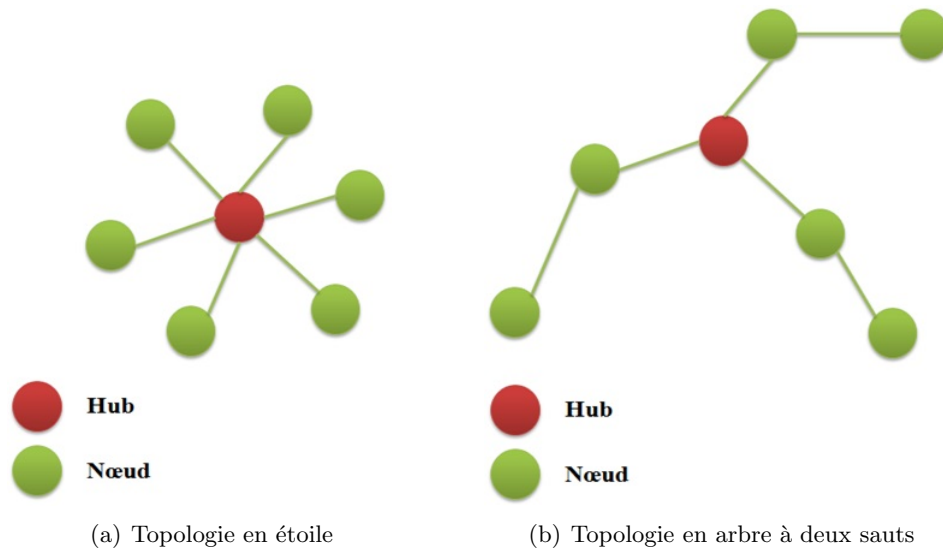 Hub
Nœud
Hub
Nœud
(a) Topologie en étoile
(b) Topologie en arbre à deux sauts